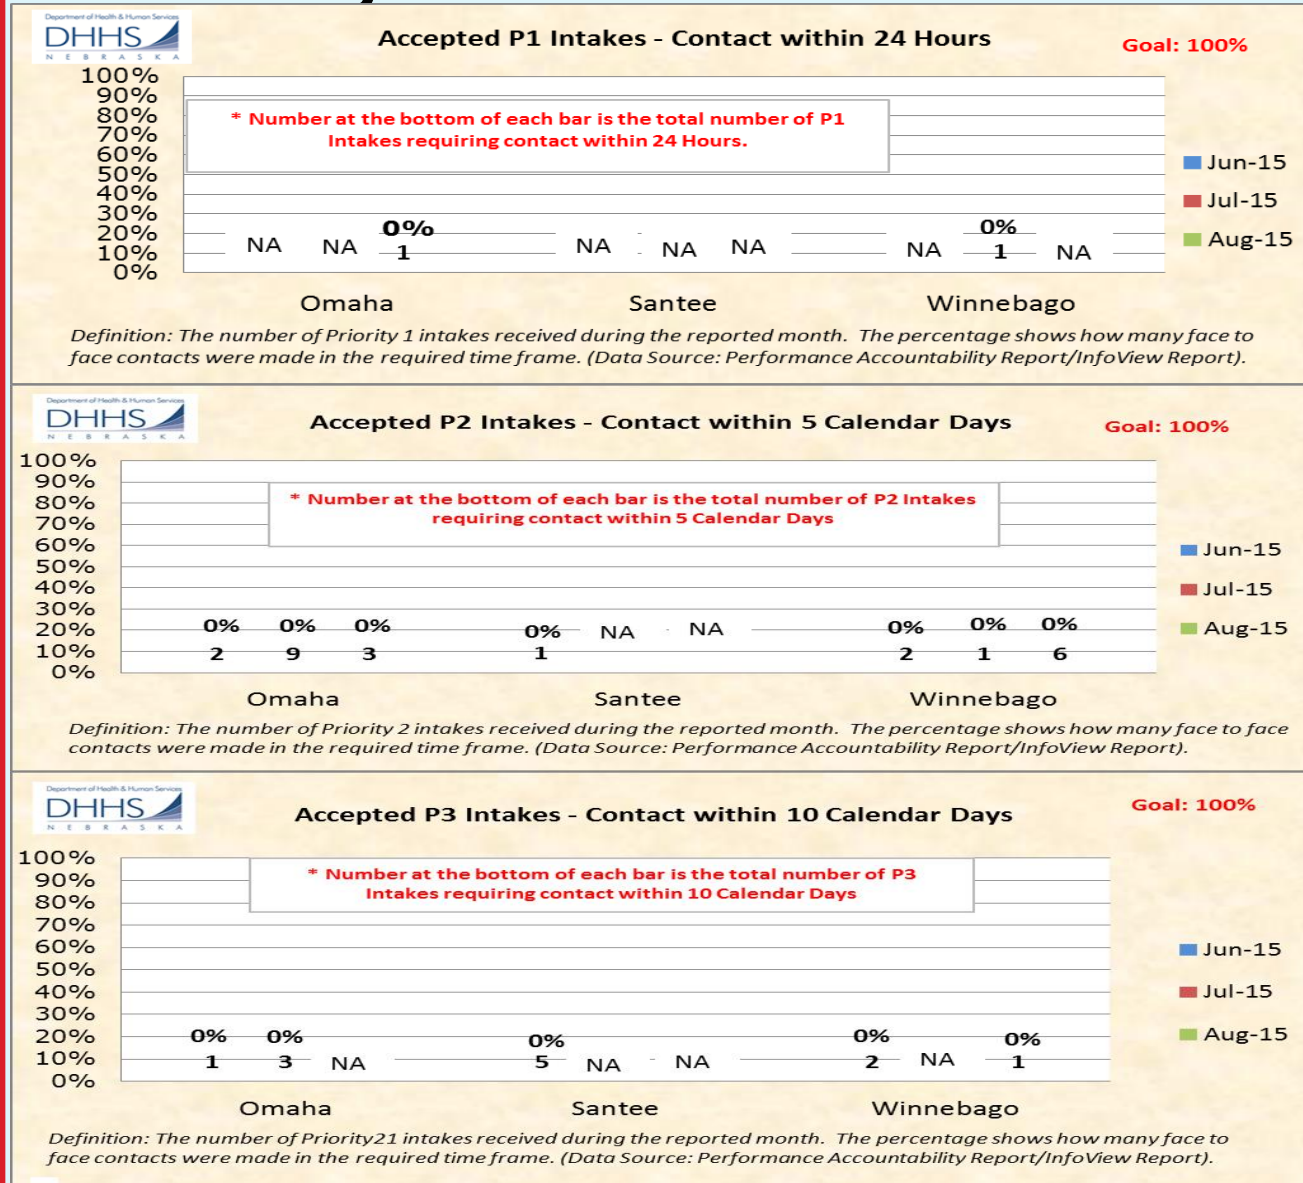 Department of Health & Human Services
DHHS
NEBRASKA
Accepted P1 Intakes - Contact within 24 Hours
Goal: 100%
100%
90%
80%
70%
60%
50%
40%
30%
20%
10%
0%
* Number at the bottom of each bar is the total number of P1
Intakes requiring contact within 24 Hours.
NA NA 0% NA NA NA NA 0% NA
1 1
Omaha Santee Winnebago
Jun-15
Jul-15
Aug-15
Definition: The number of Priority 1 intakes received during the reported month. The percentage shows how many face to
face contacts were made in the required time frame. (Data Source: Performance Accountability Report/InfoView Report).
Department of Health & Human Services
DHHS
NEBRASKA
Accepted P2 Intakes - Contact within 5 Calendar Days
Goal: 100%
100%
90%
80%
70%
60%
50%
40%
30%
20%
10%
0%
* Number at the bottom of each bar is the total number of P2 Intakes
requiring contact within 5 Calendar Days
0% 0% 0% 0% NA NA 0% 0% 0%
2 9 3 1 2 1 6
Omaha Santee Winnebago
Jun-15
Jul-15
Aug-15
Definition: The number of Priority 2 intakes received during the reported month. The percentage shows how many face to face
contacts were made in the required time frame. (Data Source: Performance Accountability Report/InfoView Report).
Department of Health & Human Services
DHHS
NEBRASKA
Accepted P3 Intakes - Contact within 10 Calendar Days
Goal: 100%
100%
90%
80%
70%
60%
50%
40%
30%
20%
10%
0%
* Number at the bottom of each bar is the total number of P3
Intakes requiring contact within 10 Calendar Days
0% 0% 0% 0% 0%
1 3 NA 5 NA NA 2 NA 1
Omaha Santee Winnebago
Jun-15
Jul-15
Aug-15
Definition: The number of Priority21 intakes received during the reported month. The percentage shows how many face to
face contacts were made in the required time frame. (Data Source: Performance Accountability Report/InfoView Report).